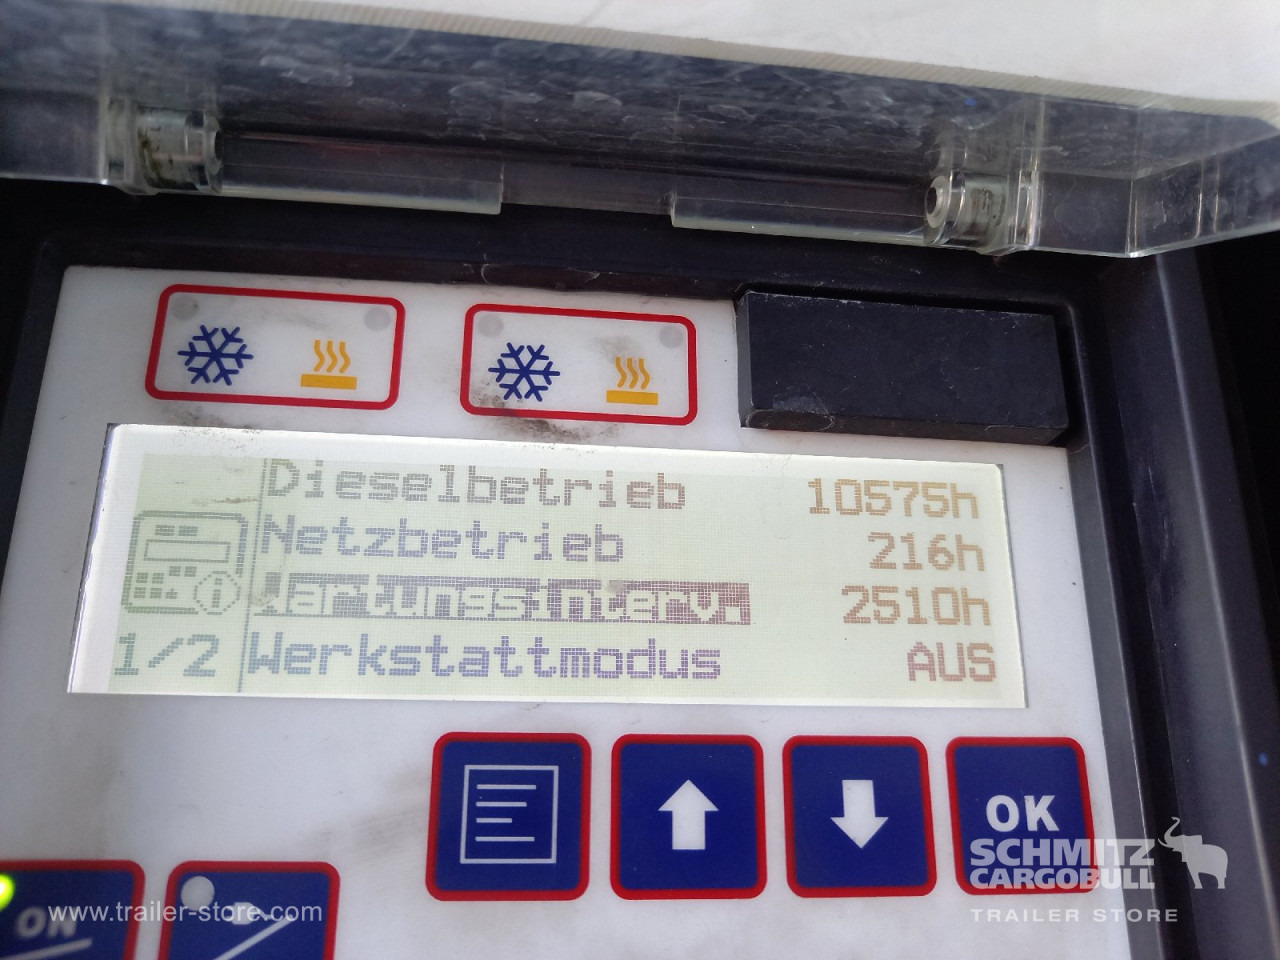 Dieselbetrieb 10575h
Netzbetrieb 216h
Wartungsinterv. 2510h
1/2 Werkstattmodus AUS
OK
SCHMITZ
CARGOBULL
TRAILER STORE
ON
www.trailer-store.com